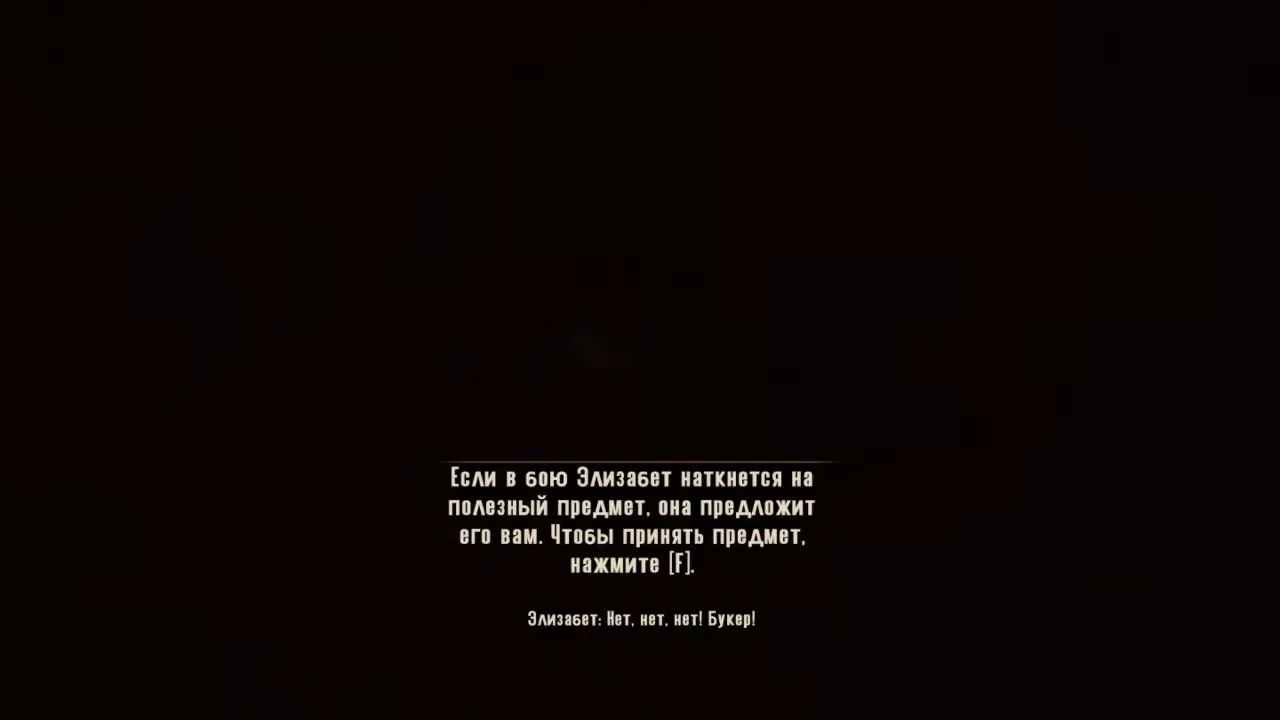 Если в бою Элизабет наткнется на
полезный предмет, она предложит
его вам. Чтобы принять предмет,
нажмите [F].
Элизабет: Нет, нет, нет! Букер!